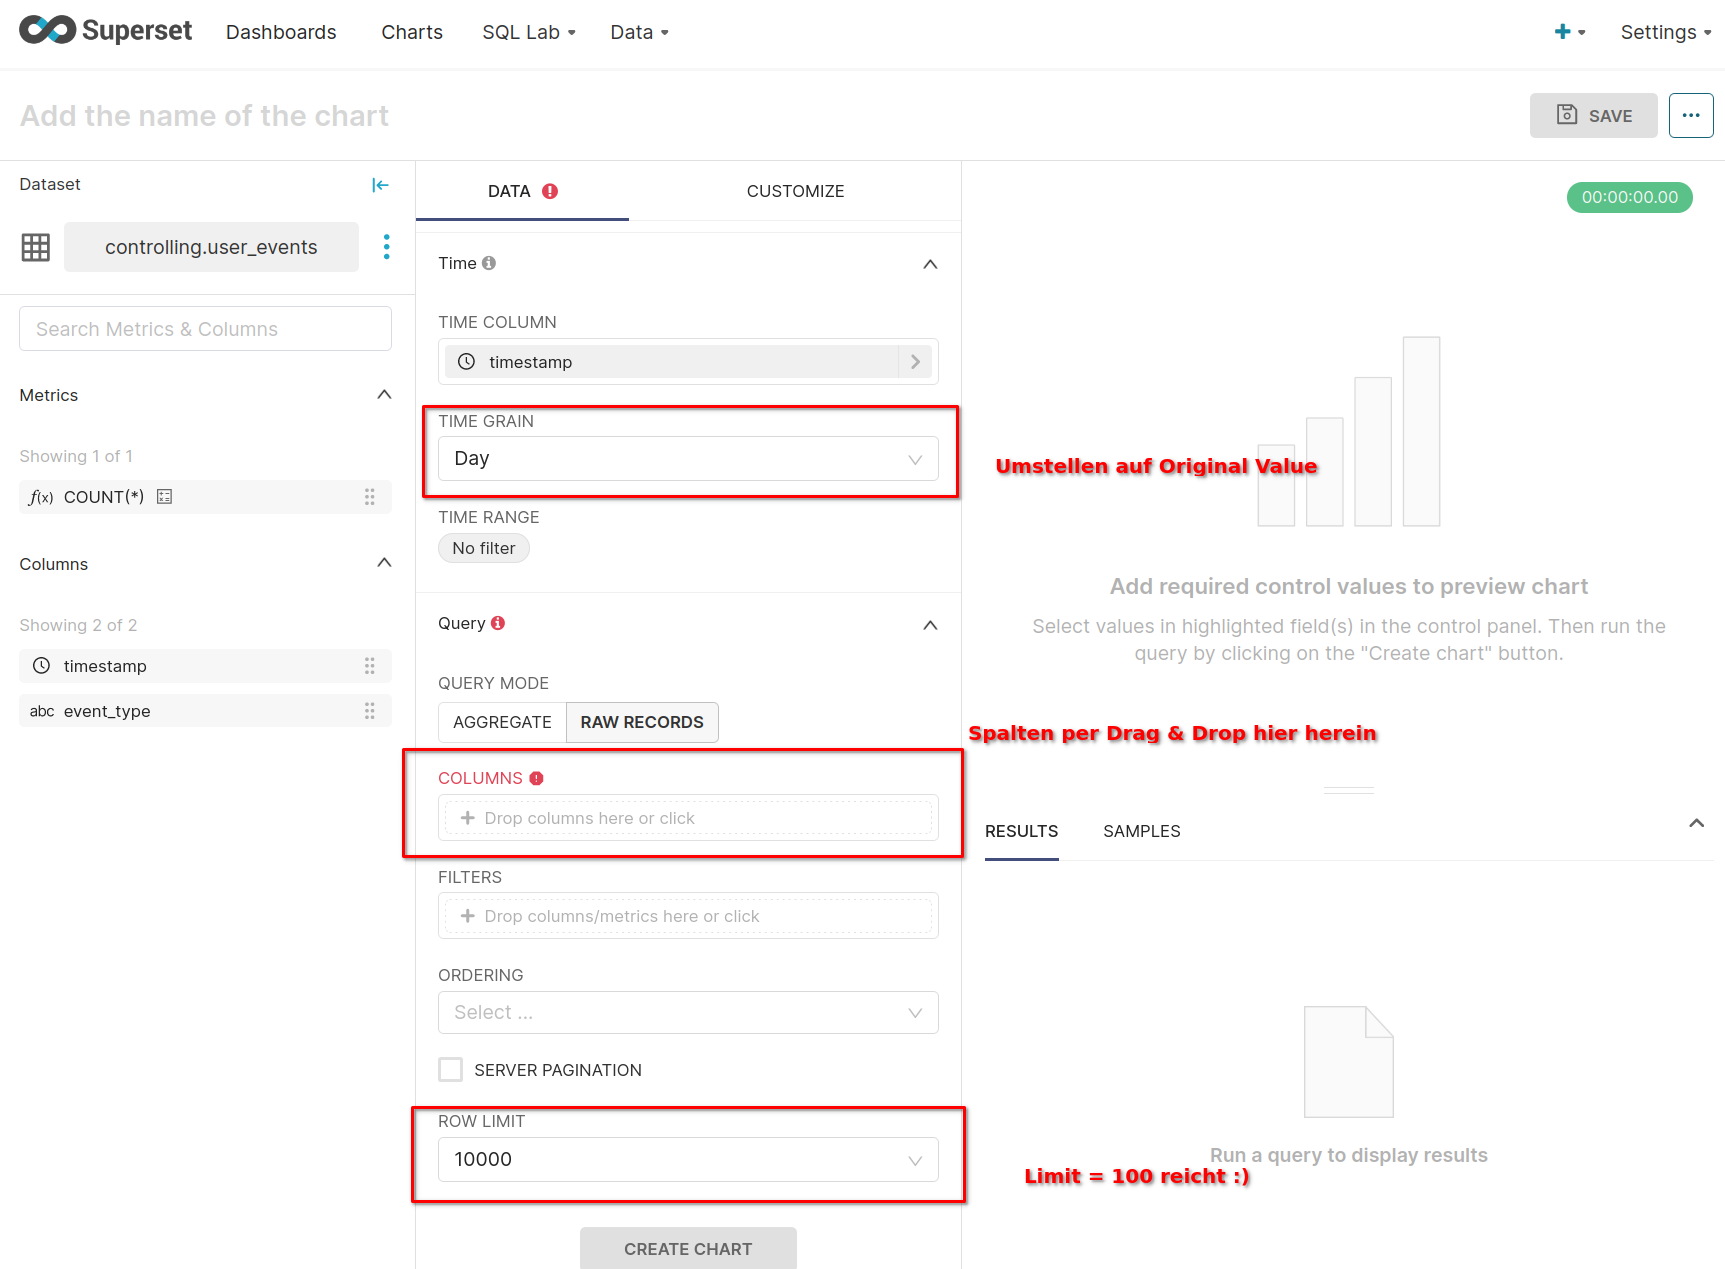 Superset Dashboards Charts SQL Lab Data + Settings
Add the name of the chart
SAVE ...
Dataset
controlling.user_events
Search Metrics & Columns
Metrics
Showing 1 of 1
f(x) COUNT(*)
Columns
Showing 2 of 2
timestamp
abc event_type
DATA
CUSTOMIZE
Time
TIME COLUMN
timestamp
TIME GRAIN
Day
TIME RANGE
No filter
Query
QUERY MODE
AGGREGATE RAW RECORDS
COLUMNS
+ Drop columns here or click
FILTERS
+ Drop columns/metrics here or click
ORDERING
Select ...
SERVER PAGINATION
ROW LIMIT
10000
CREATE CHART
00:00:00.00
Umstellen auf Original Value
Add required control values to preview chart
Select values in highlighted field(s) in the control panel. Then run the
query by clicking on the "Create chart" button.
Spalten per Drag & Drop hier herein
RESULTS SAMPLES
Run a query to display results
Limit = 100 reicht :)